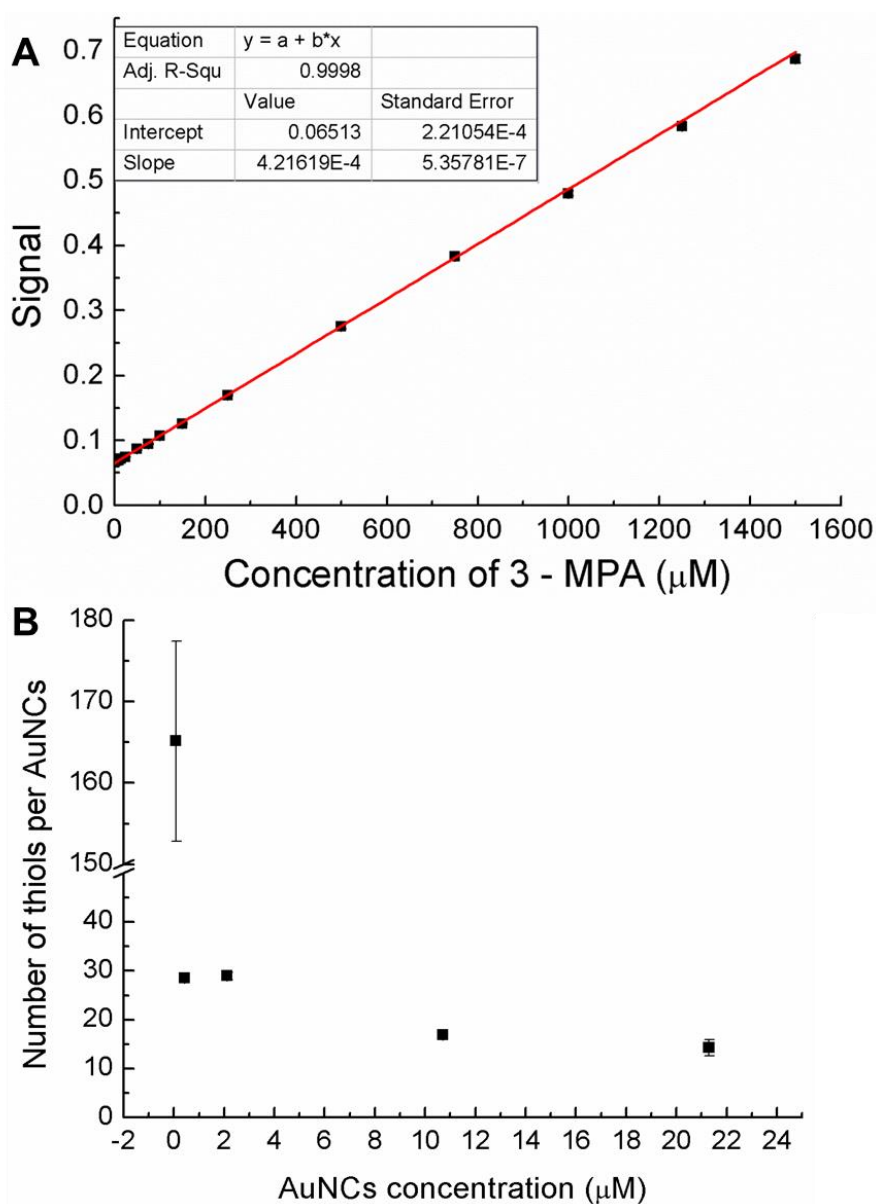 A
Equation y = a + b*x
Adj. R-Squ 0.9998
Value Standard Error
Intercept 0.06513 2.21054E-4
Slope 4.21619E-4 5.35781E-7
0.7
0.6
0.5
0.4
0.3
0.2
0.1
0.0
Signal
0 200 400 600 800 1000 1200 1400 1600
Concentration of 3 - MPA (μM)
B
180
170
160
150
40
30
20
10
0
Number of thiols per AuNCs
-2 0 2 4 6 8 10 12 14 16 18 20 22 24
AuNCs concentration (μM)